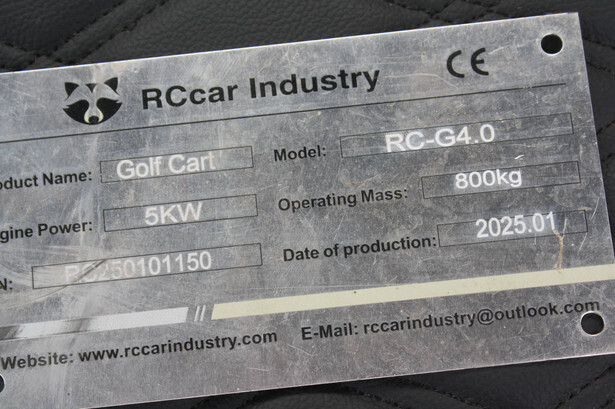 RCcar Industry CE
oduct Name: Golf Cart Model: RC-G4.0
gine Power: 5KW Operating Mass: 800kg
N: RC250101150 Date of production: 2025.01
Website: www.rccarindustry.com E-Mail: rccarindustry@outlook.com